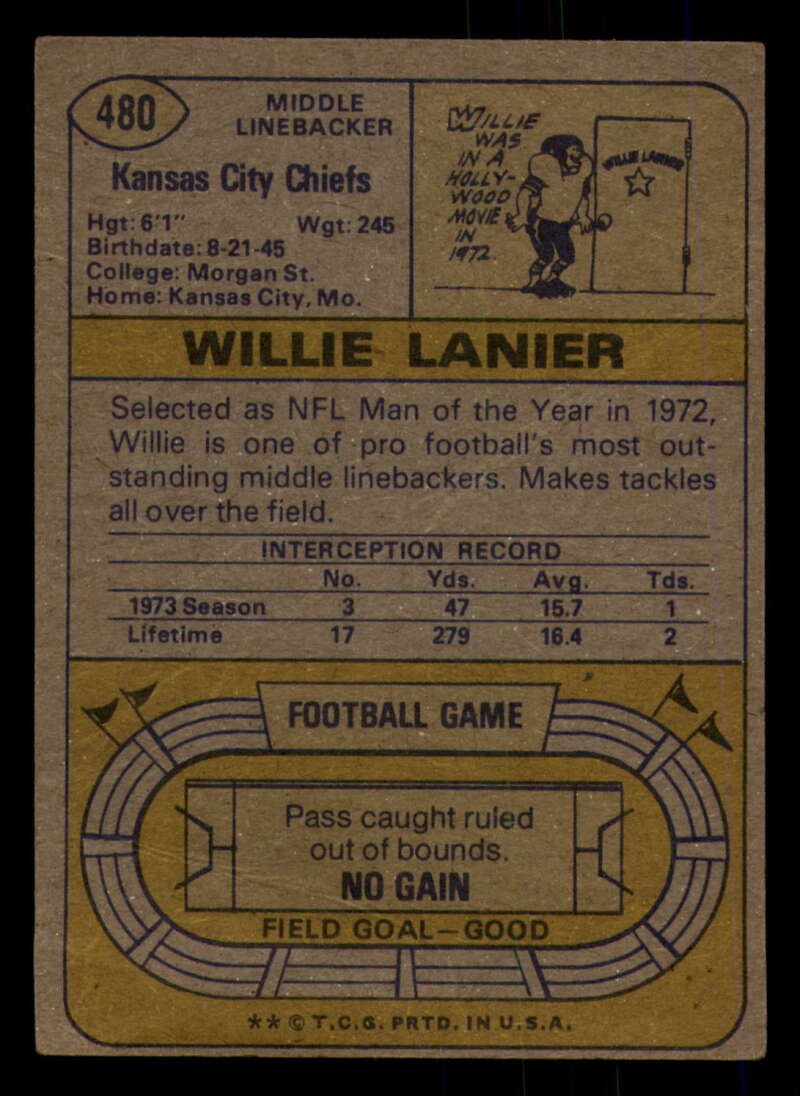 480
MIDDLE
LINEBACKER
Kansas City Chiefs
Hgt: 6'1" Wgt: 245
Birthdate: 8-21-45
College: Morgan St.
Home: Kansas City, Mo.
WILLIE
WAS
IN A
HOLLY-
WOOD
MOVIE
IN
1972.
WILLIE LANIER
WILLIE LANIER
Selected as NFL Man of the Year in 1972,
Willie is one of pro football's most out-
standing middle linebackers. Makes tackles
all over the field.
INTERCEPTION RECORD
No. Yds. Avg. Tds.
1973 Season 3 47 15.7 1
Lifetime 17 279 16.4 2
FOOTBALL GAME
Pass caught ruled
out of bounds.
NO GAIN
FIELD GOAL—GOOD
** © T.C.G. PRTD. IN U.S.A.